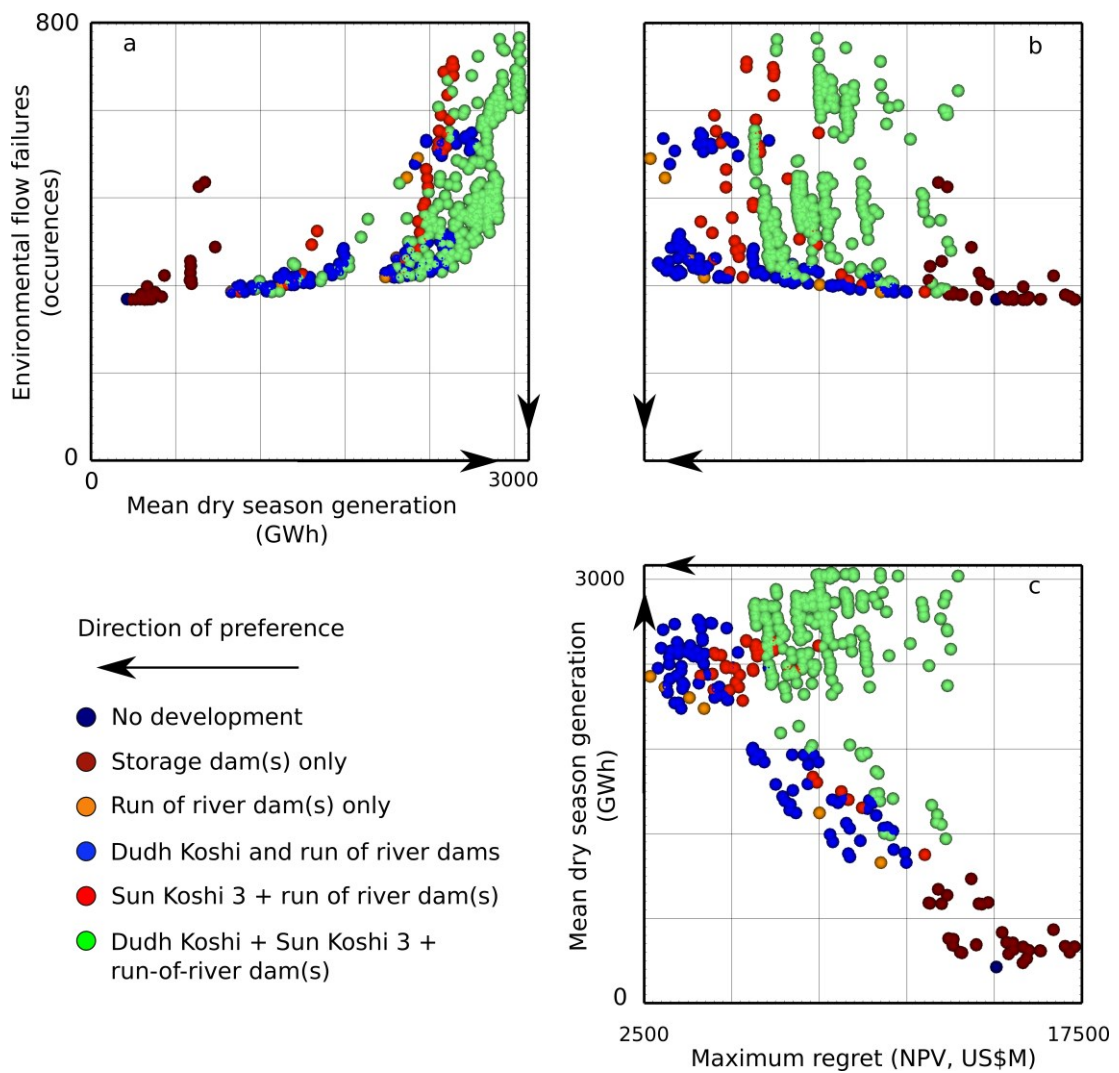 800
a
b
Environmental flow failures
(occurences)
0
0
3000
Mean dry season generation
(GWh)
3000
c
Mean dry season generation
(GWh)
0
2500
17500
Maximum regret (NPV, US$M)
Direction of preference
No development
Storage dam(s) only
Run of river dam(s) only
Dudh Koshi and run of river dams
Sun Koshi 3 + run of river dam(s)
Dudh Koshi + Sun Koshi 3 +
run-of-river dam(s)